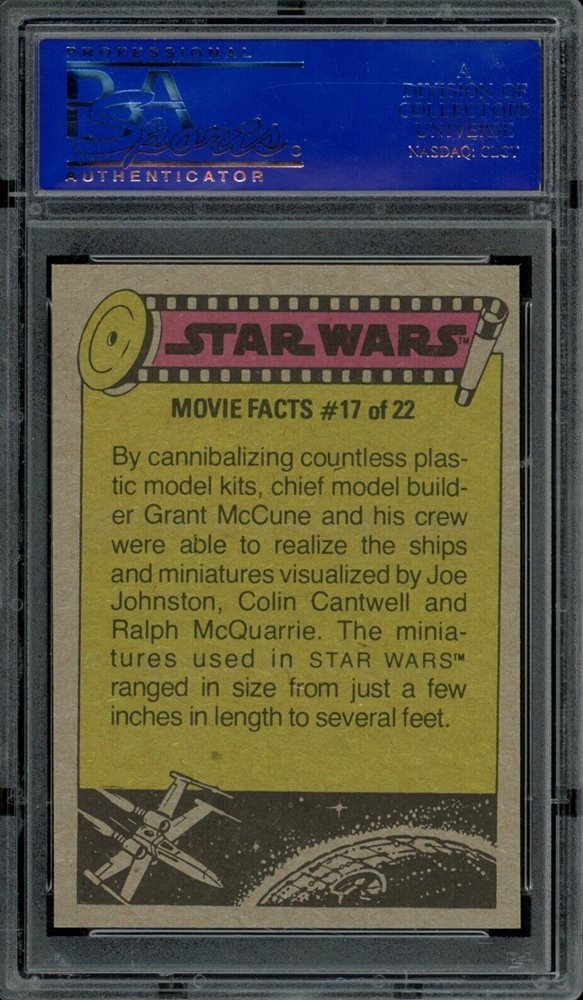 PROFESSIONAL
PSA
Sports
AUTHENTICATOR
A
DIVISION OF
COLLECTORS
UNIVERSE
NASDAQ: CLCT
STAR WARS™
MOVIE FACTS #17 of 22
By cannibalizing countless plas-
tic model kits, chief model build-
er Grant McCune and his crew
were able to realize the ships
and miniatures visualized by Joe
Johnston, Colin Cantwell and
Ralph McQuarrie. The minia-
tures used in STAR WARS™
ranged in size from just a few
inches in length to several feet.